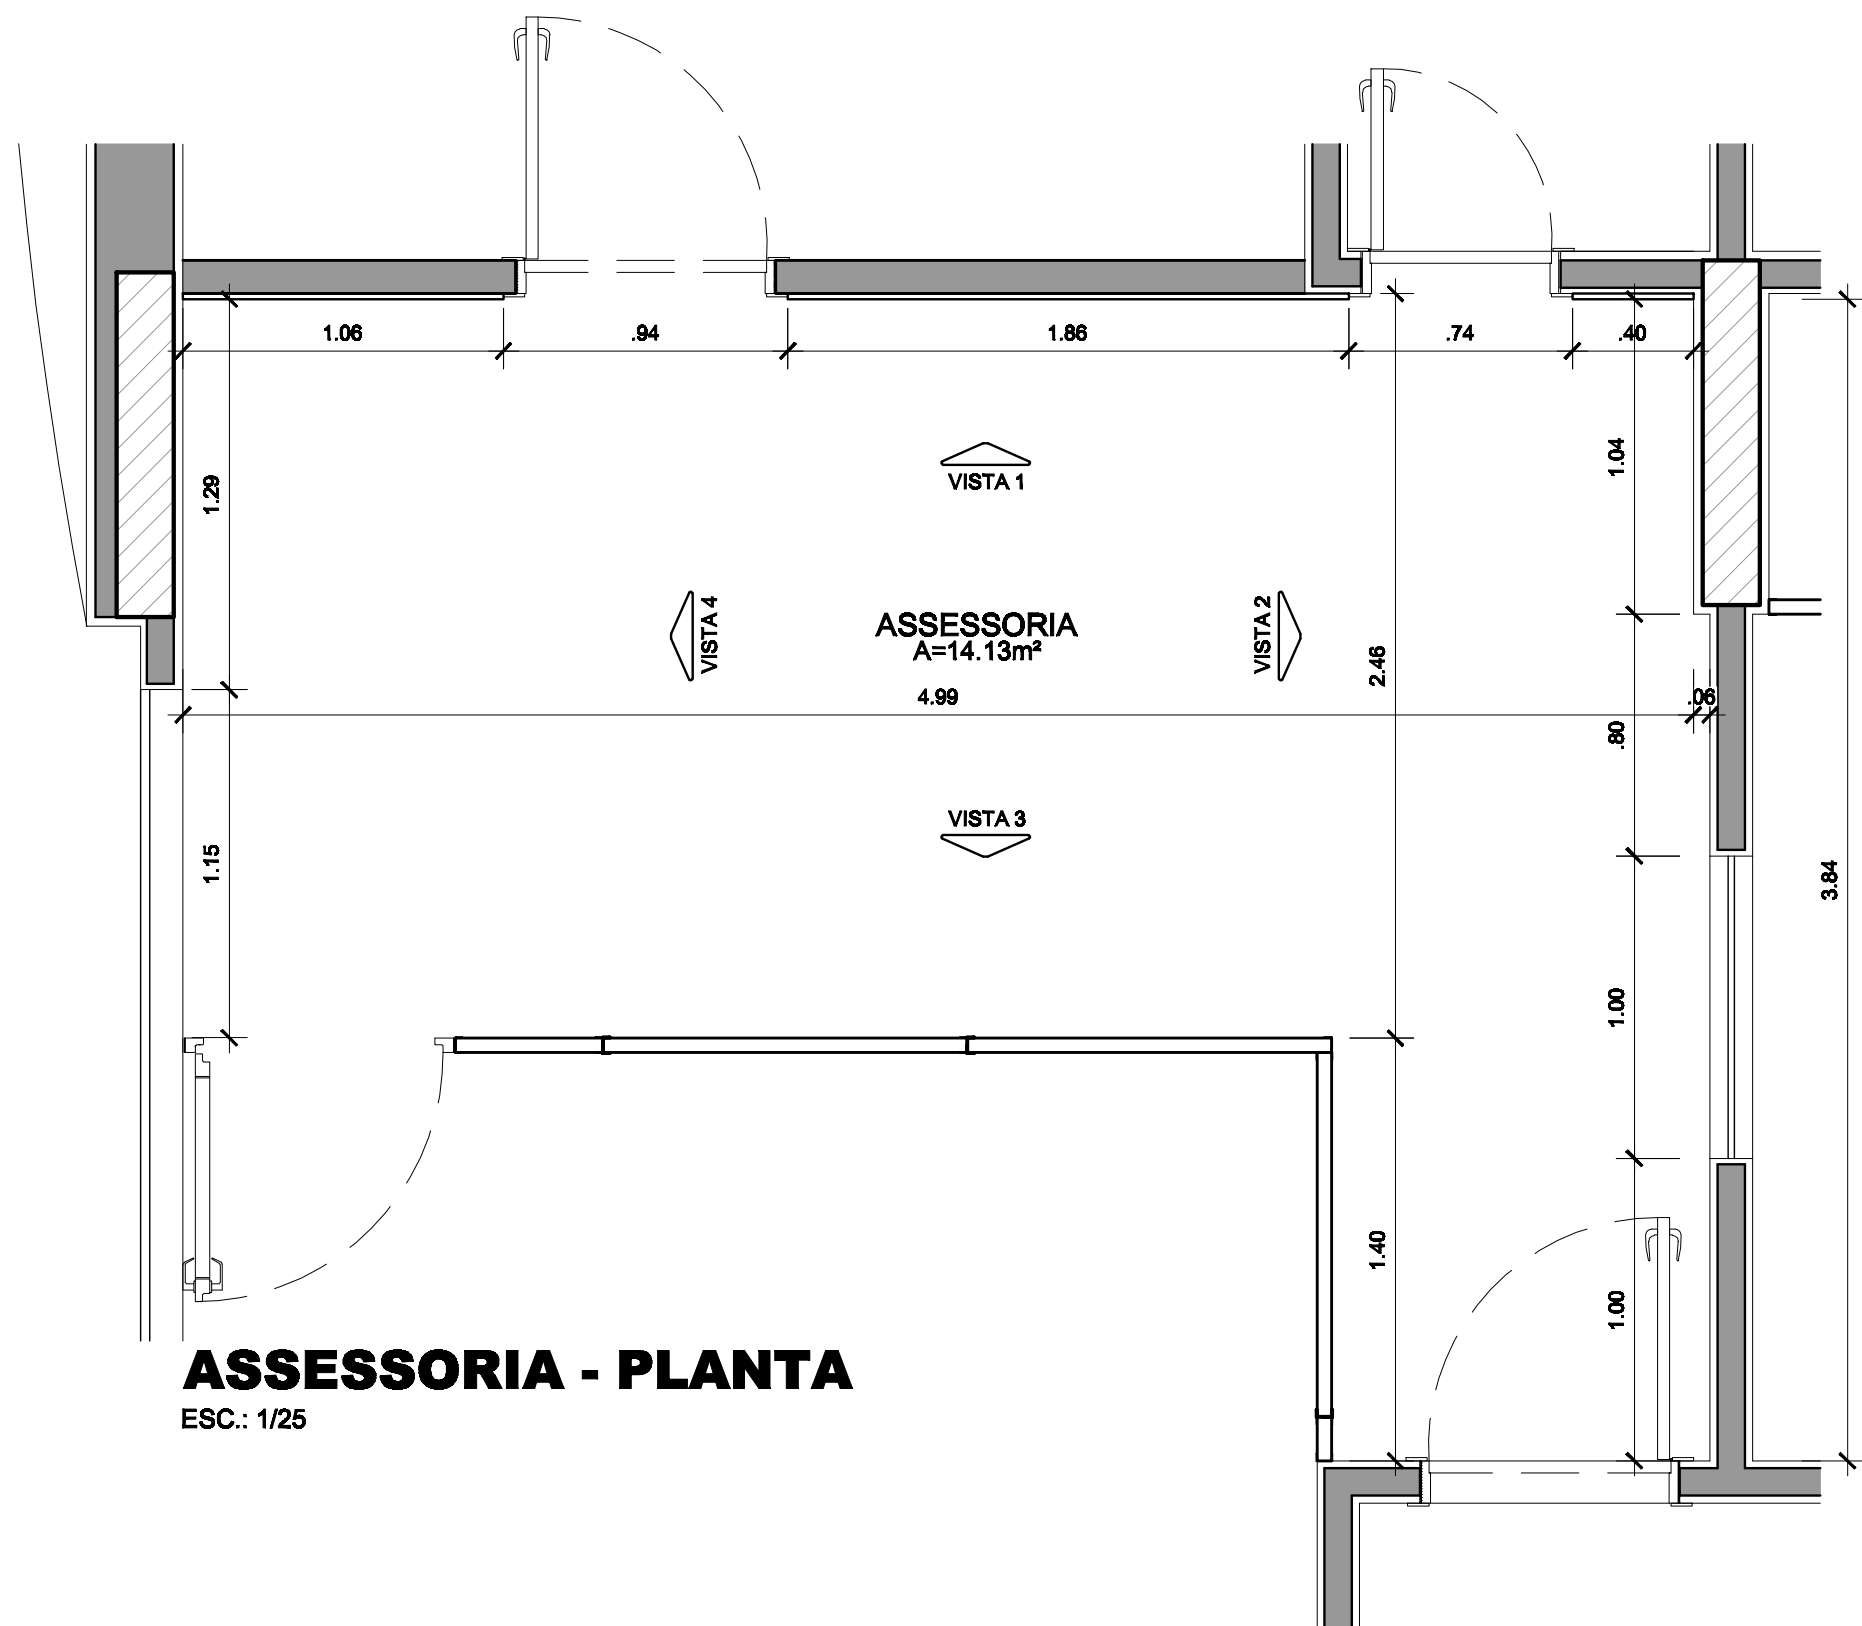 1.06
.94
1.86
.74
.40
1.29
1.04
VISTA 1
VISTA 4
ASSESSORIA
A=14.13m²
VISTA 2
2.46
4.99
.06
.80
VISTA 3
1.15
3.84
1.00
1.40
1.00
ASSESSORIA - PLANTA
ESC.: 1/25